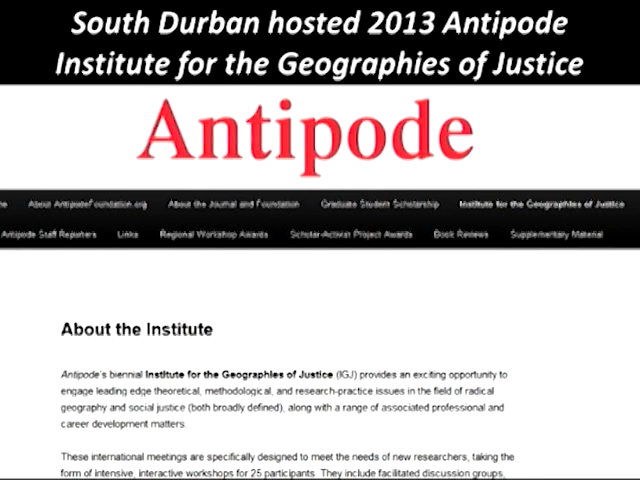 South Durban hosted 2013 Antipode
Institute for the Geographies of Justice
Antipode
About AntipodeFoundation.org About the Journal and Foundation Graduate Student Scholarship Institute for the Geographies of Justice
Antipode Staff Reporters Links Regional Workshop Awards Scholar-Activist Project Awards Book Reviews Supplementary Material
About the Institute
Antipode's biennial Institute for the Geographies of Justice (IGJ) provides an exciting opportunity to
engage leading edge theoretical, methodological, and research-practice issues in the field of radical
geography and social justice (both broadly defined), along with a range of associated professional and
career development matters.
These international meetings are specifically designed to meet the needs of new researchers, taking the
form of intensive, interactive workshops for 25 participants. They include facilitated discussion groups,